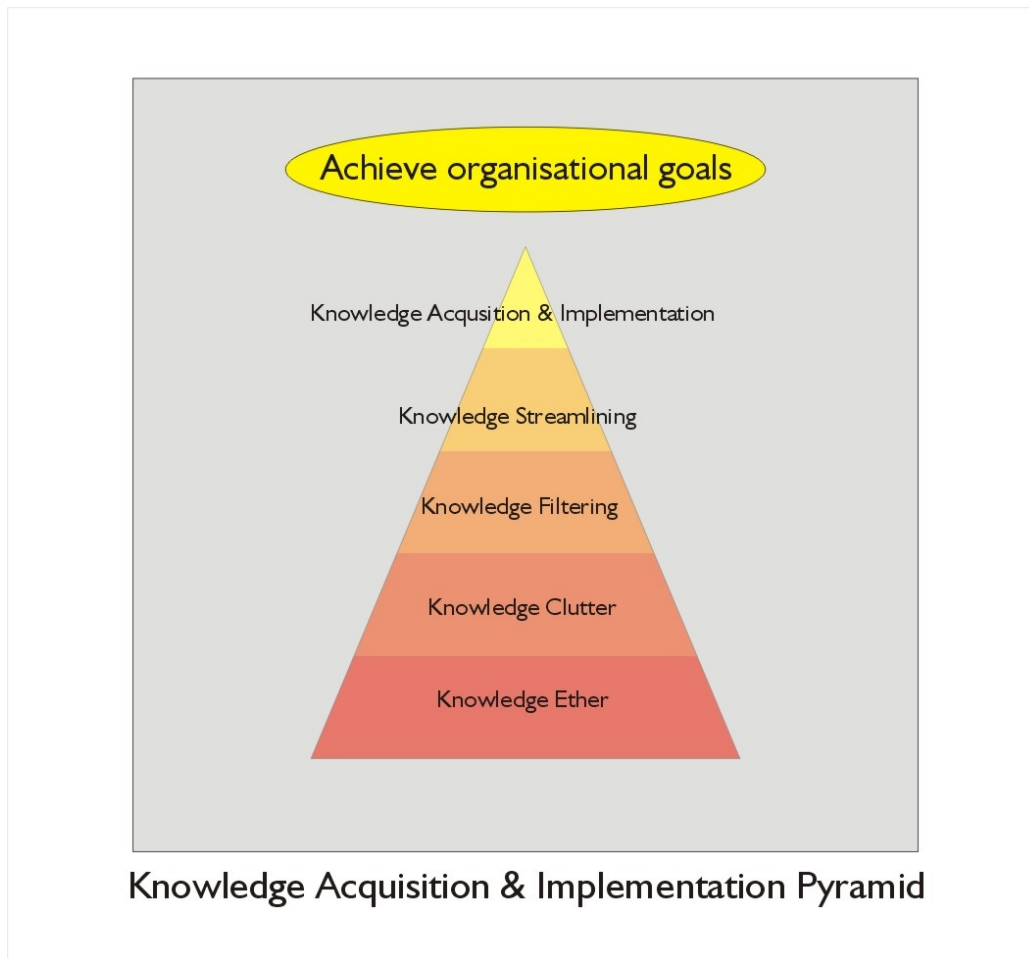 Achieve organisational goals
Knowledge Acqusition & Implementation
Knowledge Streamlining
Knowledge Filtering
Knowledge Clutter
Knowledge Ether
Knowledge Acquisition & Implementation Pyramid